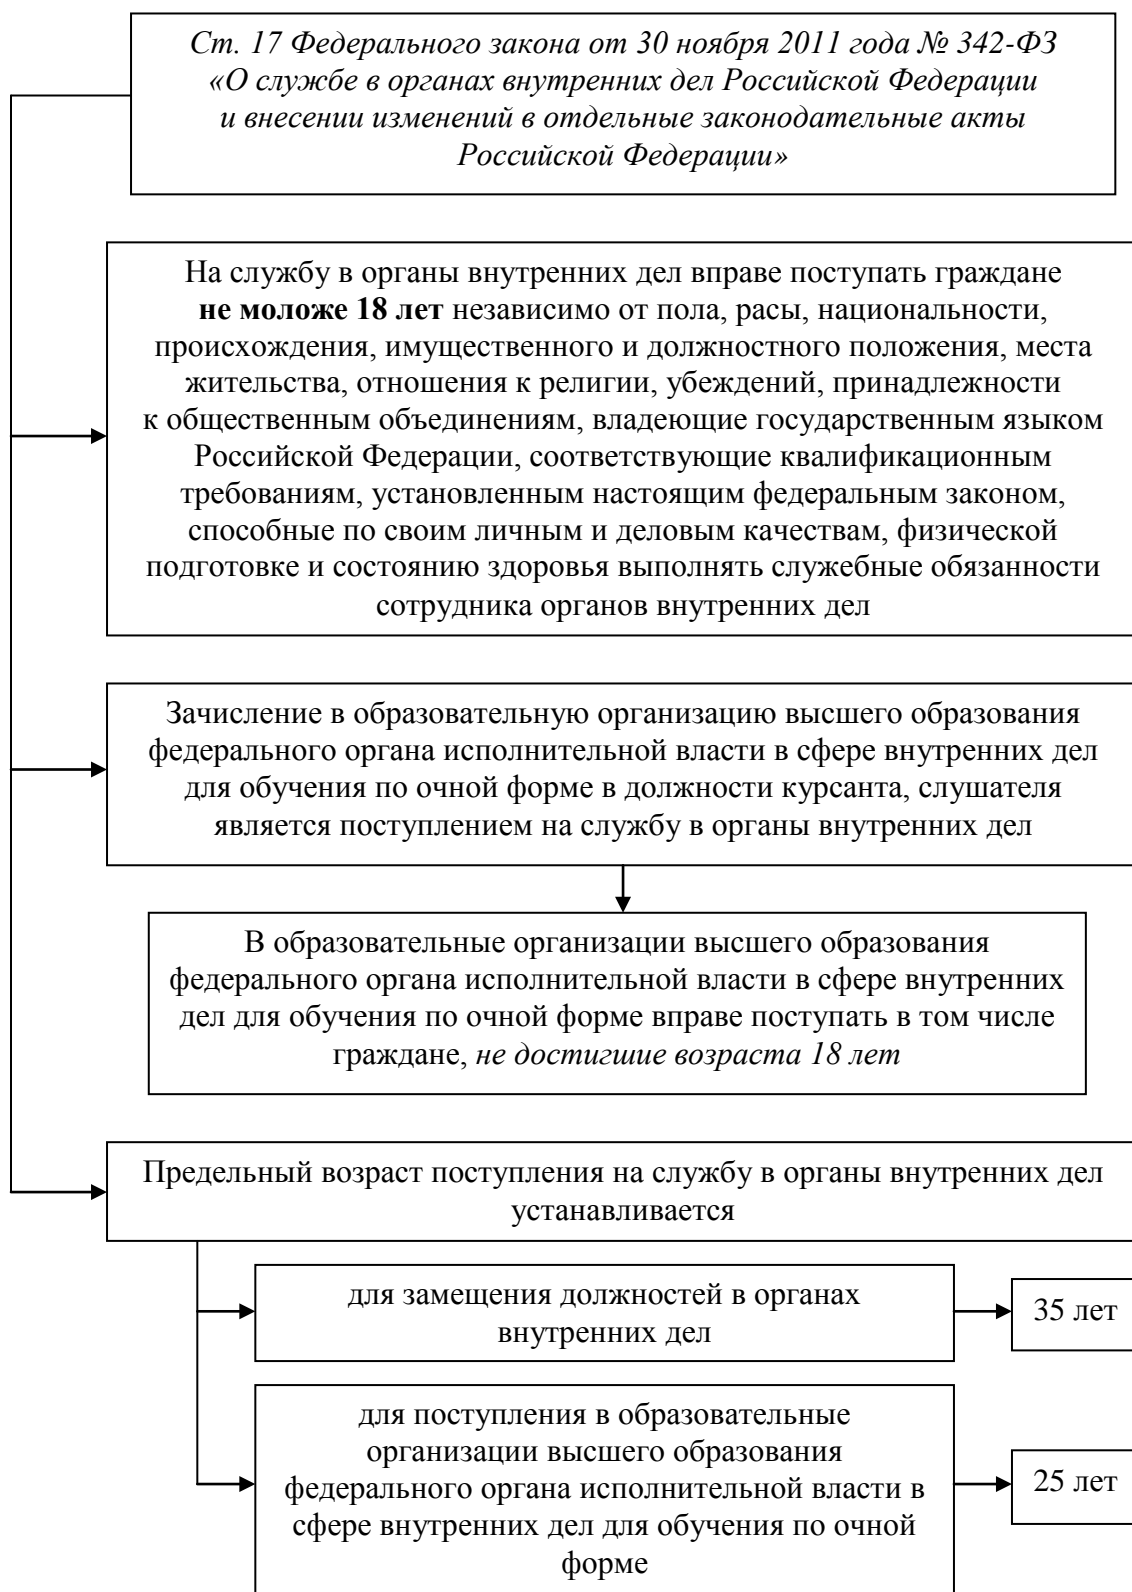 Ст. 17 Федерального закона от 30 ноября 2011 года № 342-ФЗ
«О службе в органах внутренних дел Российской Федерации
и внесении изменений в отдельные законодательные акты
Российской Федерации»
На службу в органы внутренних дел вправе поступать граждане
не моложе 18 лет независимо от пола, расы, национальности,
происхождения, имущественного и должностного положения, места
жительства, отношения к религии, убеждений, принадлежности
к общественным объединениям, владеющие государственным языком
Российской Федерации, соответствующие квалификационным
требованиям, установленным настоящим федеральным законом,
способные по своим личным и деловым качествам, физической
подготовке и состоянию здоровья выполнять служебные обязанности
сотрудника органов внутренних дел
Зачисление в образовательную организацию высшего образования
федерального органа исполнительной власти в сфере внутренних дел
для обучения по очной форме в должности курсанта, слушателя
является поступлением на службу в органы внутренних дел
В образовательные организации высшего образования
федерального органа исполнительной власти в сфере внутренних
дел для обучения по очной форме вправе поступать в том числе
граждане, не достигшие возраста 18 лет
Предельный возраст поступления на службу в органы внутренних дел
устанавливается
для замещения должностей в органах
внутренних дел
35 лет
для поступления в образовательные
организации высшего образования
федерального органа исполнительной власти в
сфере внутренних дел для обучения по очной
форме
25 лет